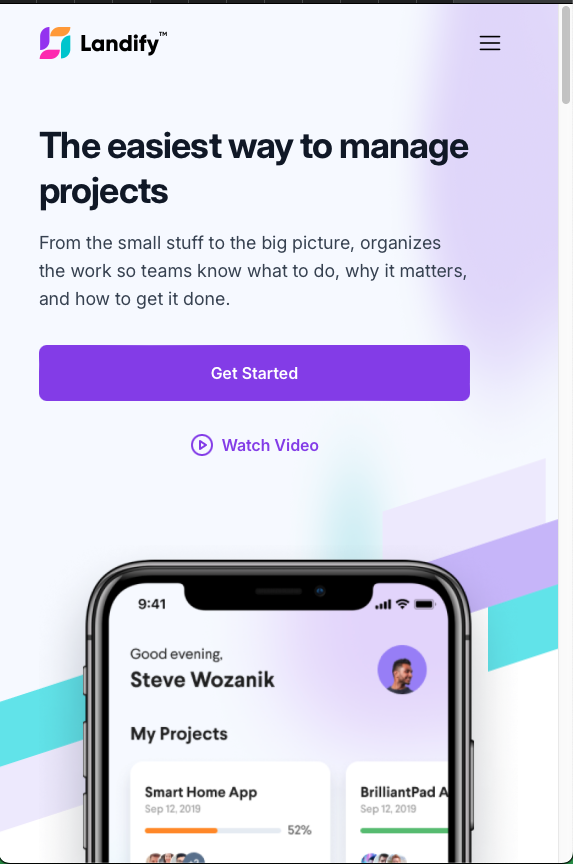 Landify™
The easiest way to manage
projects
From the small stuff to the big picture, organizes
the work so teams know what to do, why it matters,
and how to get it done.
Get Started
Watch Video
9:41
Good evening,
Steve Wozanik
My Projects
Smart Home App
BrilliantPad A
Sep 12, 2019
Sep 12, 2019
52%